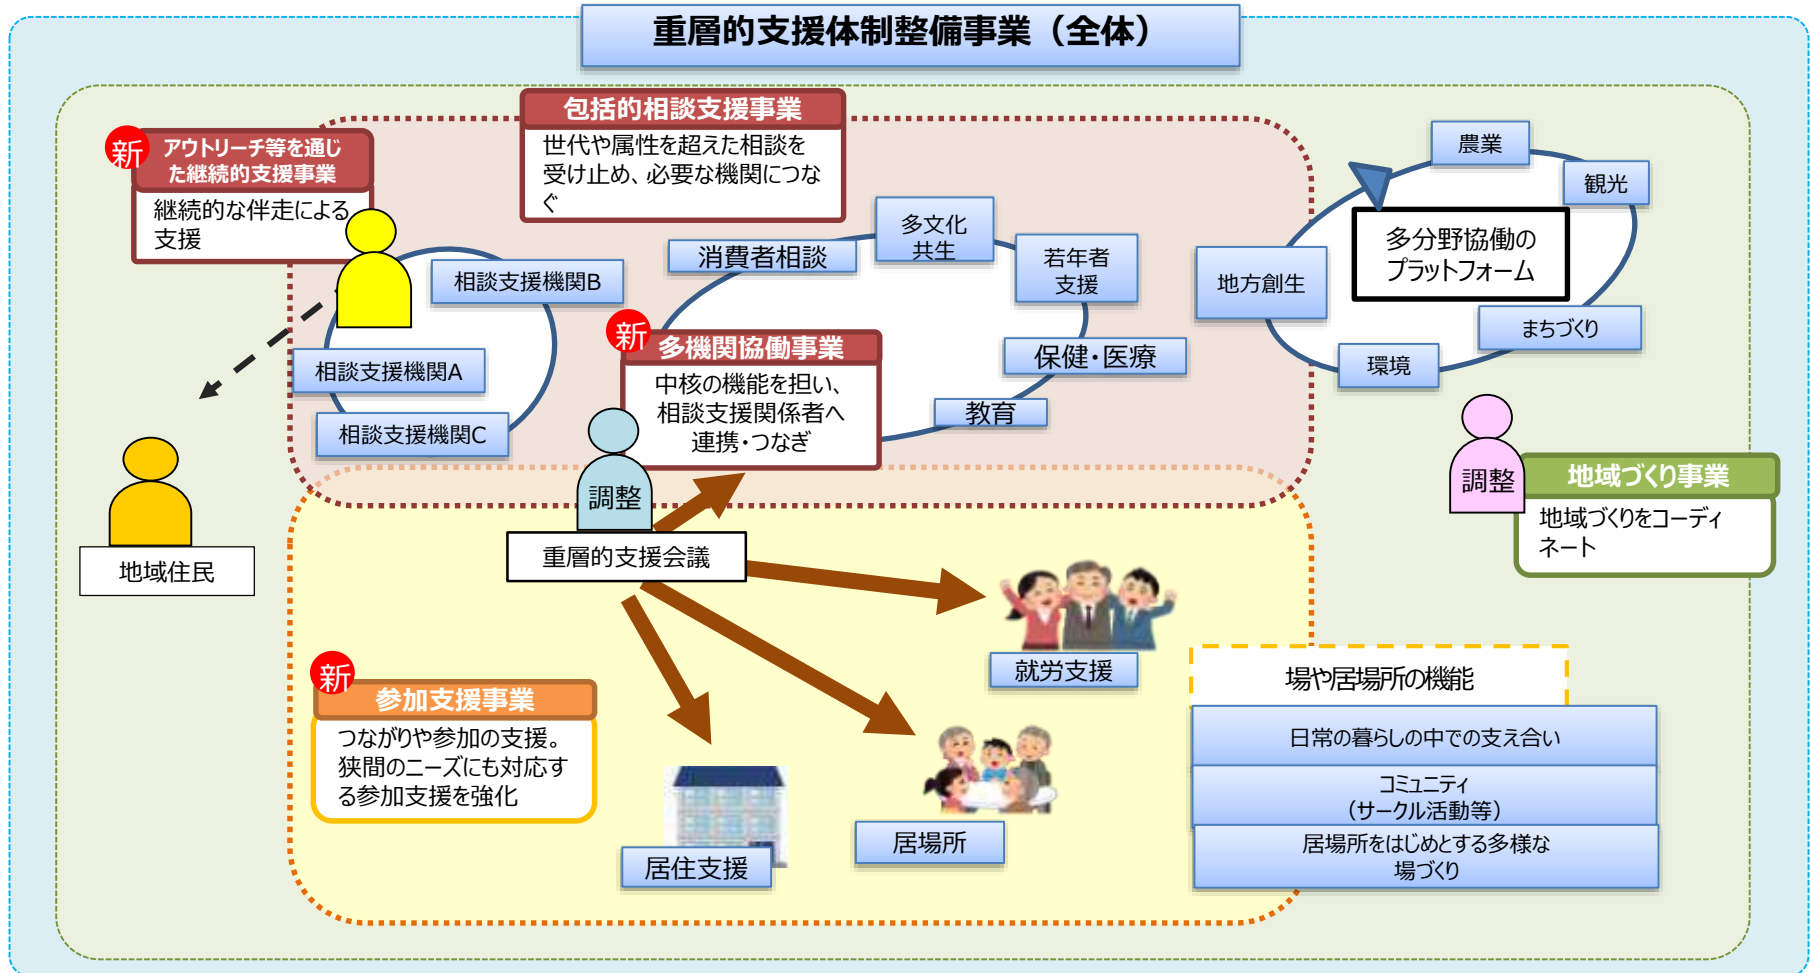 重層的支援体制整備事業（全体）
包括的相談支援事業
世代や属性を超えた相談を
受け止め、必要な機関につな
ぐ
新
アウトリーチ等を通じ
た継続的支援事業
継続的な伴走による
支援
相談支援機関B
相談支援機関A
相談支援機関C
消費者相談
多文化
共生
若年者
支援
保健・医療
教育
新
多機関協働事業
中核の機能を担い、
相談支援関係者へ
連携・つなぎ
農業
観光
多分野協働の
プラットフォーム
地方創生
まちづくり
環境
調整
地域づくり事業
地域づくりをコーディ
ネート
地域住民
調整
重層的支援会議
就労支援
新
参加支援事業
つながりや参加の支援。
狭間のニーズにも対応す
る参加支援を強化
居住支援
居場所
場や居場所の機能
日常の暮らしの中での支え合い
コミュニティ
（サークル活動等）
居場所をはじめとする多様な
場づくり